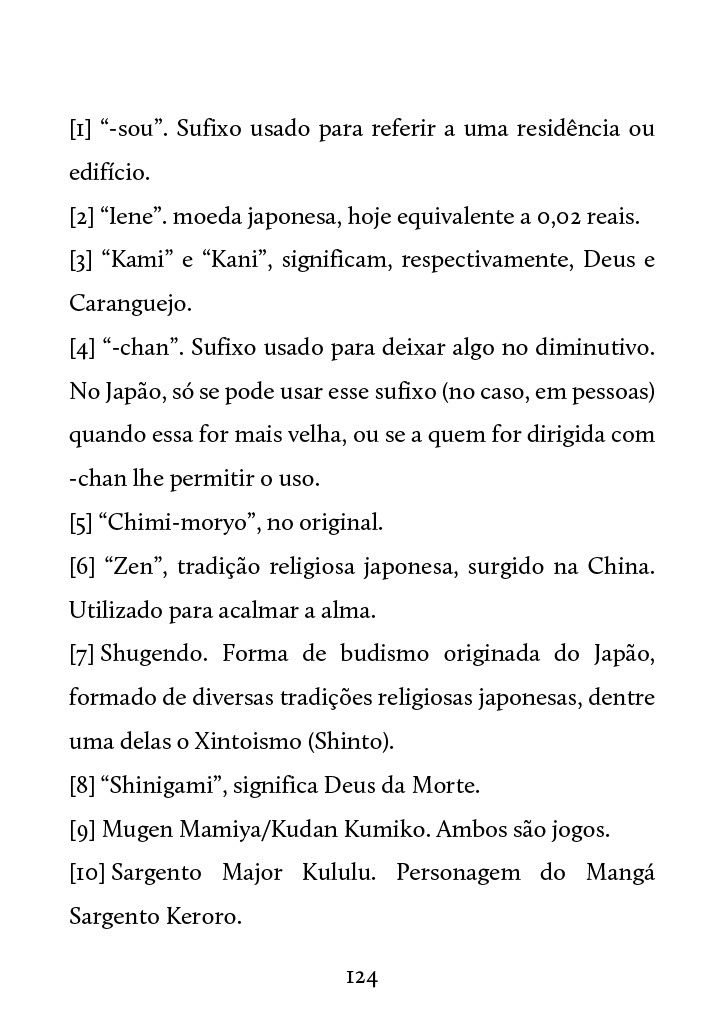 [1] “-sou”. Sufixo usado para referir a uma residência ou
edifício.
[2] “Iene”. moeda japonesa, hoje equivalente a 0,02 reais.
[3] “Kami” e “Kani”, significam, respectivamente, Deus e
Caranguejo.
[4] “-chan”. Sufixo usado para deixar algo no diminutivo.
No Japão, só se pode usar esse sufixo (no caso, em pessoas)
quando essa for mais velha, ou se a quem for dirigida com
-chan lhe permitir o uso.
[5] “Chimi-moryo”, no original.
[6] “Zen”, tradição religiosa japonesa, surgido na China.
Utilizado para acalmar a alma.
[7] Shugendo. Forma de budismo originada do Japão,
formado de diversas tradições religiosas japonesas, dentre
uma delas o Xintoismo (Shinto).
[8] “Shinigami”, significa Deus da Morte.
[9] Mugen Mamiya/Kudan Kumiko. Ambos são jogos.
[10] Sargento Major Kululu. Personagem do Mangá
Sargento Keroro.
124